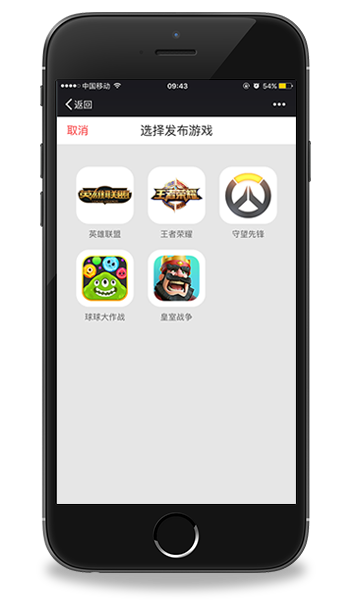 中国移动 09:43 54%
返回
取消 选择发布游戏
英雄联盟 王者荣耀
英雄联盟 王者荣耀 守望先锋
球球大作战 皇室战争